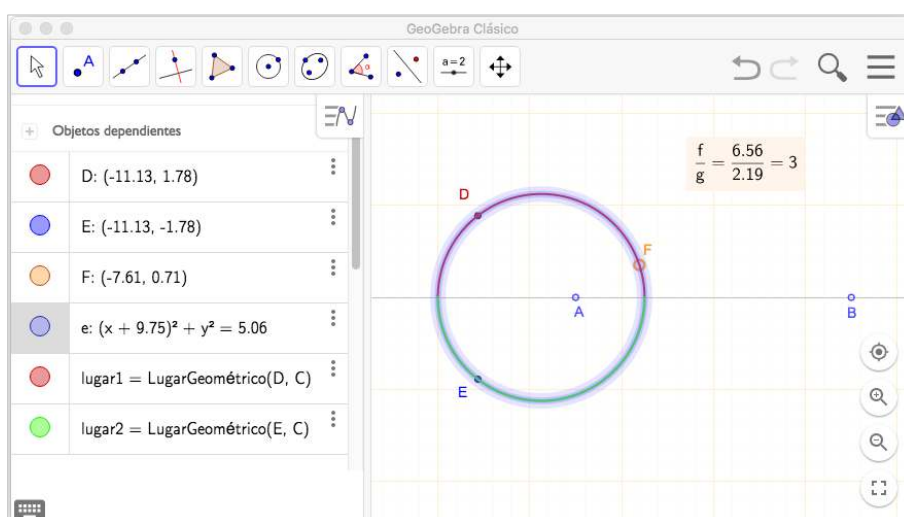 GeoGebra Clásico
A
α
a = 2
Objetos dependientes
D: (-11.13, 1.78)
E: (-11.13, -1.78)
F: (-7.61, 0.71)
e: (x + 9.75)² + y² = 5.06
lugar1 = LugarGeométrico(D, C)
lugar2 = LugarGeométrico(E, C)
f/g = 6.56/2.19 = 3
D
F
A
B
E